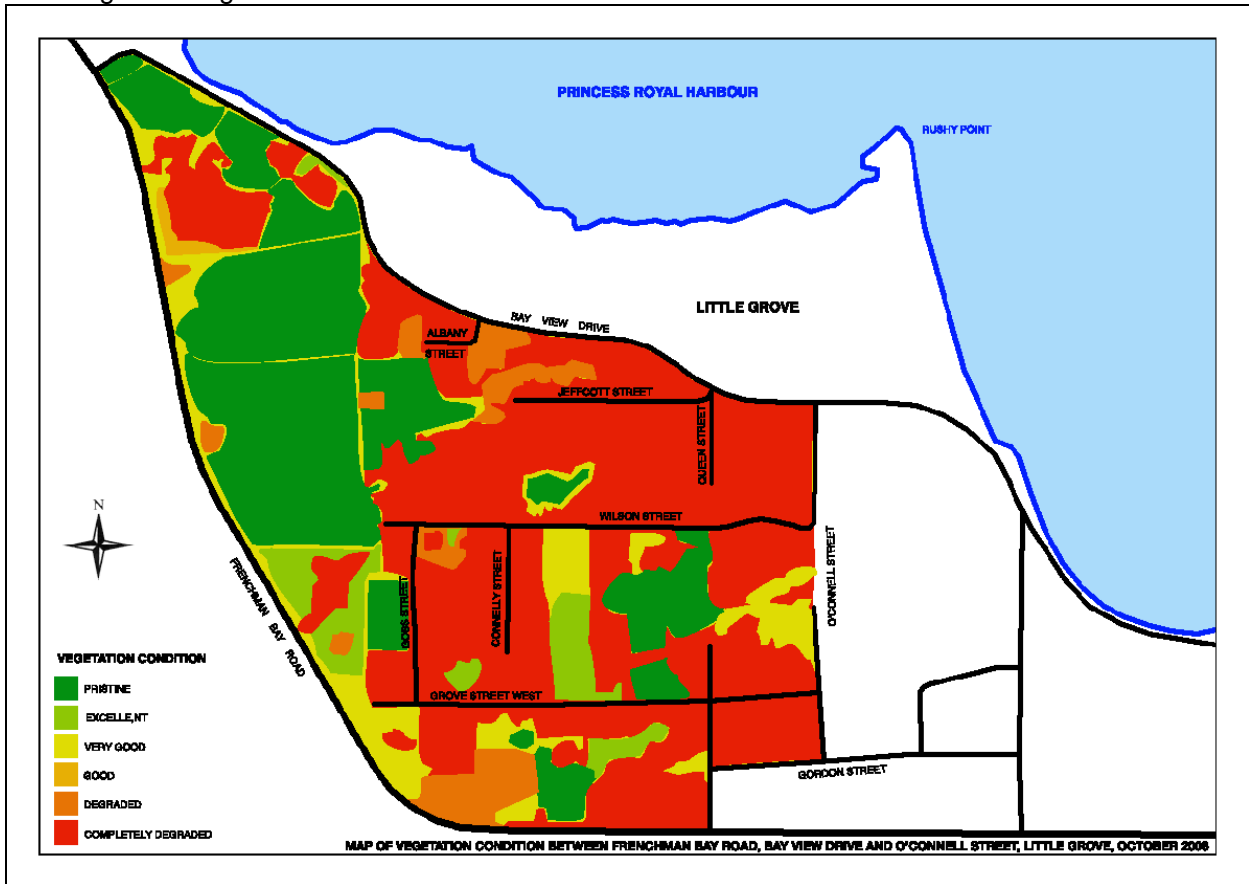 PRINCESS ROYAL HARBOUR
RUSHY POINT
LITTLE GROVE
BAY VIEW DRIVE
ALBANY
STREET
JEFFCOTT STREET
QUEEN STREET
WILSON STREET
N
FRENCHMAN BAY ROAD
GOSS STREET
CONNELLY STREET
O'CONNELL STREET
GROVE STREET WEST
GORDON STREET
VEGETATION CONDITION
PRISTINE
EXCELLE,NT
VERY GOOD
GOOD
DEGRADED
COMPLETELY DEGRADED
MAP OF VEGETATION CONDITION BETWEEN FRENCHMAN BAY ROAD, BAY VIEW DRIVE AND O'CONNELL STREET, LITTLE GROVE, OCTOBER 2006